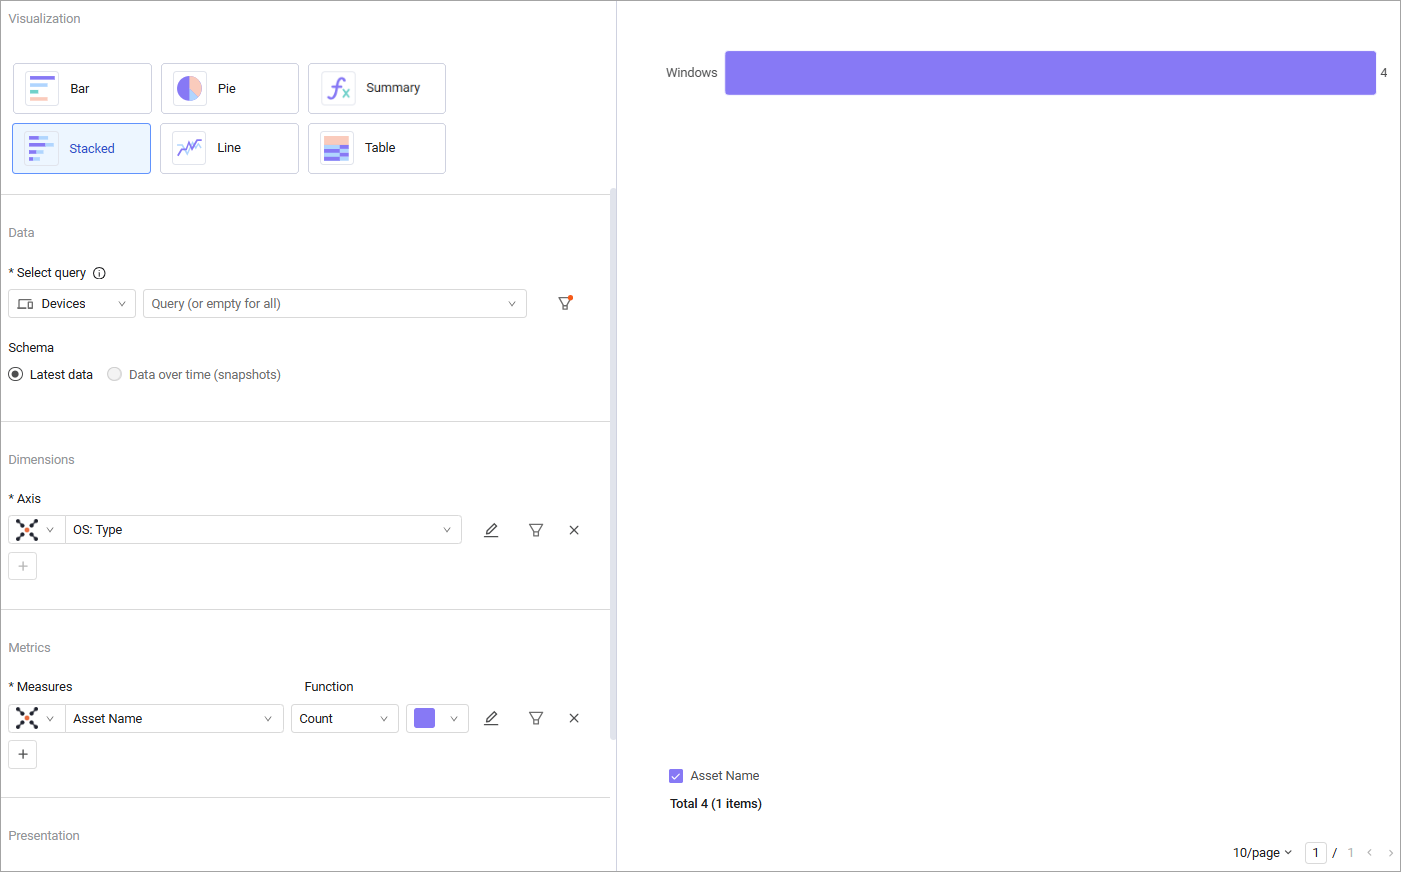 Visualization
Bar
Pie
Summary
Stacked
Line
Table
Data
* Select query
Devices
Query (or empty for all)
Schema
Latest data
Data over time (snapshots)
Dimensions
* Axis
OS: Type
Metrics
* Measures
Function
Asset Name
Count
Presentation
Windows
4
Asset Name
Total 4 (1 items)
10/page
1 / 1